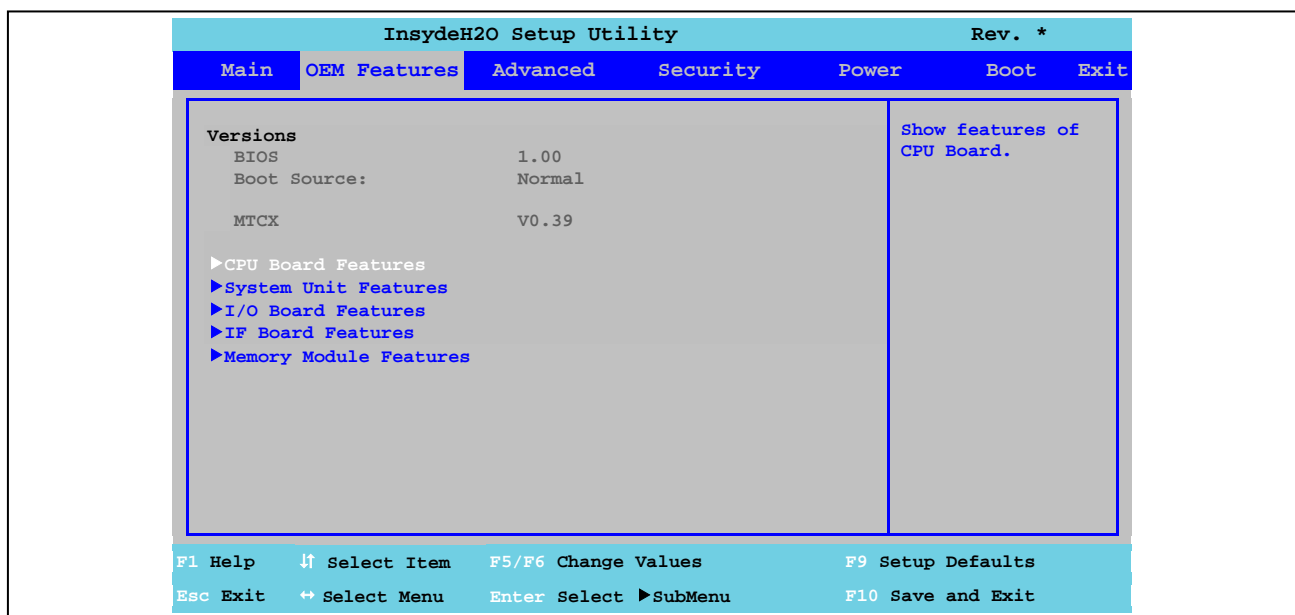 InsydeH2O Setup Utility Rev. *
Main OEM Features Advanced Security Power Boot Exit
Versions
BIOS 1.00
Boot Source: Normal
MTCX V0.39
▶CPU Board Features
▶System Unit Features
▶I/O Board Features
▶IF Board Features
▶Memory Module Features
Show features of
CPU Board.
F1 Help ↓↑ Select Item F5/F6 Change Values F9 Setup Defaults
Esc Exit ↔ Select Menu Enter Select ▶SubMenu F10 Save and Exit